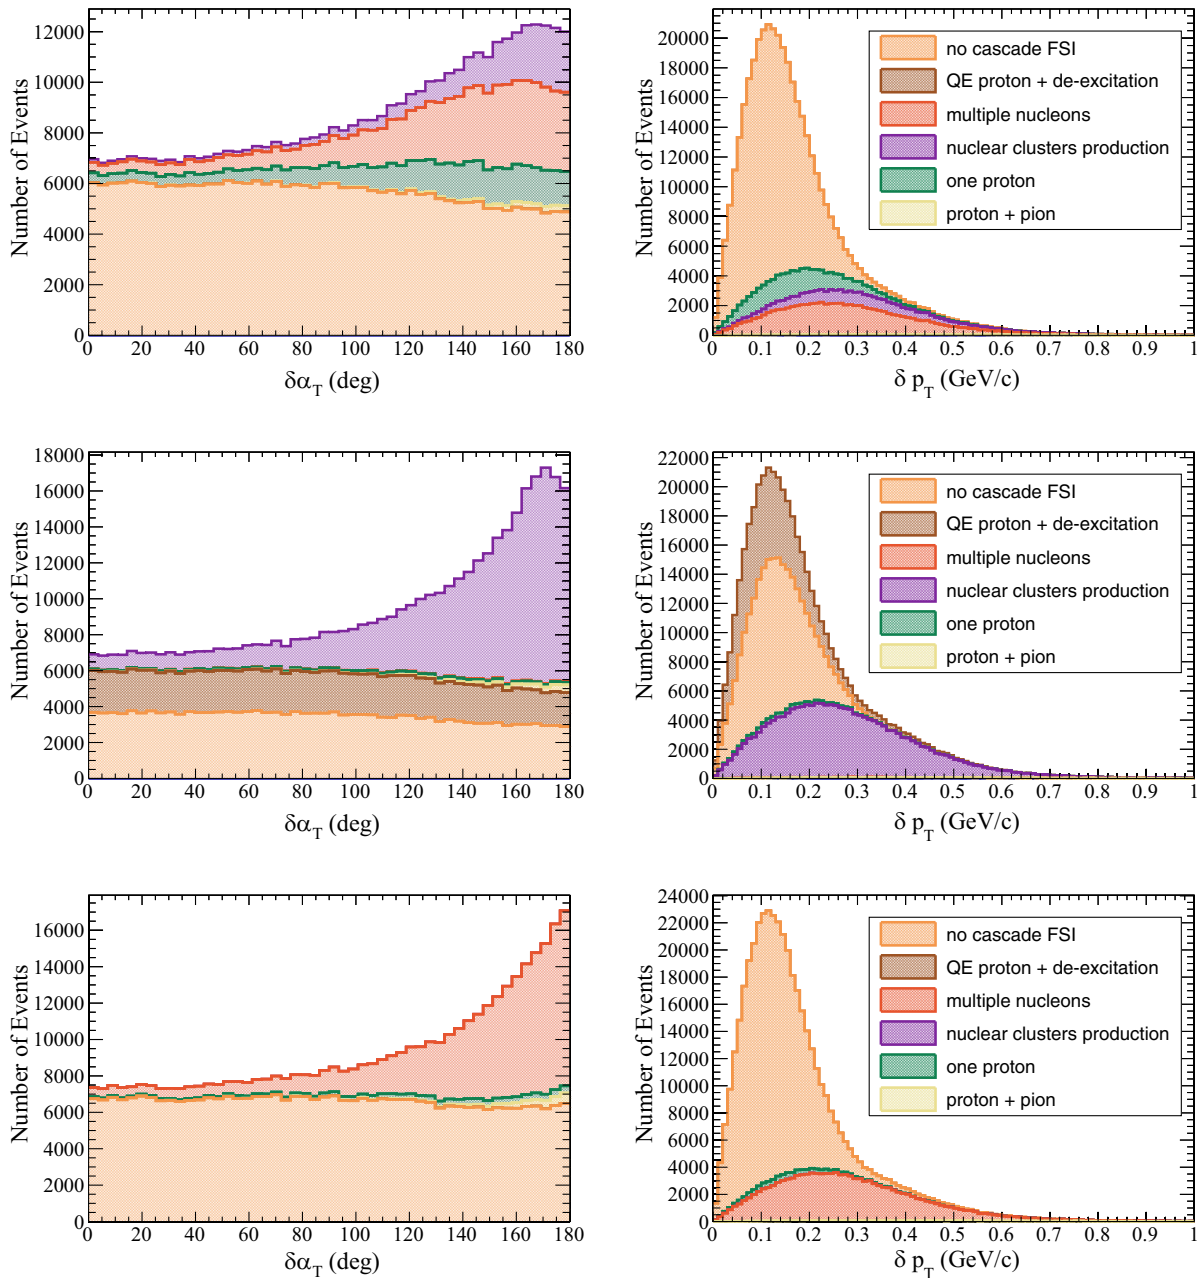 Number of Events
12000
10000
8000
6000
4000
2000
0
0 20 40 60 80 100 120 140 160 180
δα_T (deg)
Number of Events
20000
18000
16000
14000
12000
10000
8000
6000
4000
2000
0
no cascade FSI
QE proton + de-excitation
multiple nucleons
nuclear clusters production
one proton
proton + pion
0 0.1 0.2 0.3 0.4 0.5 0.6 0.7 0.8 0.9 1
δ p_T (GeV/c)
Number of Events
18000
16000
14000
12000
10000
8000
6000
4000
2000
0
0 20 40 60 80 100 120 140 160 180
δα_T (deg)
Number of Events
22000
20000
18000
16000
14000
12000
10000
8000
6000
4000
2000
0
no cascade FSI
QE proton + de-excitation
multiple nucleons
nuclear clusters production
one proton
proton + pion
0 0.1 0.2 0.3 0.4 0.5 0.6 0.7 0.8 0.9 1
δ p_T (GeV/c)
Number of Events
16000
14000
12000
10000
8000
6000
4000
2000
0
0 20 40 60 80 100 120 140 160 180
δα_T (deg)
Number of Events
24000
22000
20000
18000
16000
14000
12000
10000
8000
6000
4000
2000
0
no cascade FSI
QE proton + de-excitation
multiple nucleons
nuclear clusters production
one proton
proton + pion
0 0.1 0.2 0.3 0.4 0.5 0.6 0.7 0.8 0.9 1
δ p_T (GeV/c)